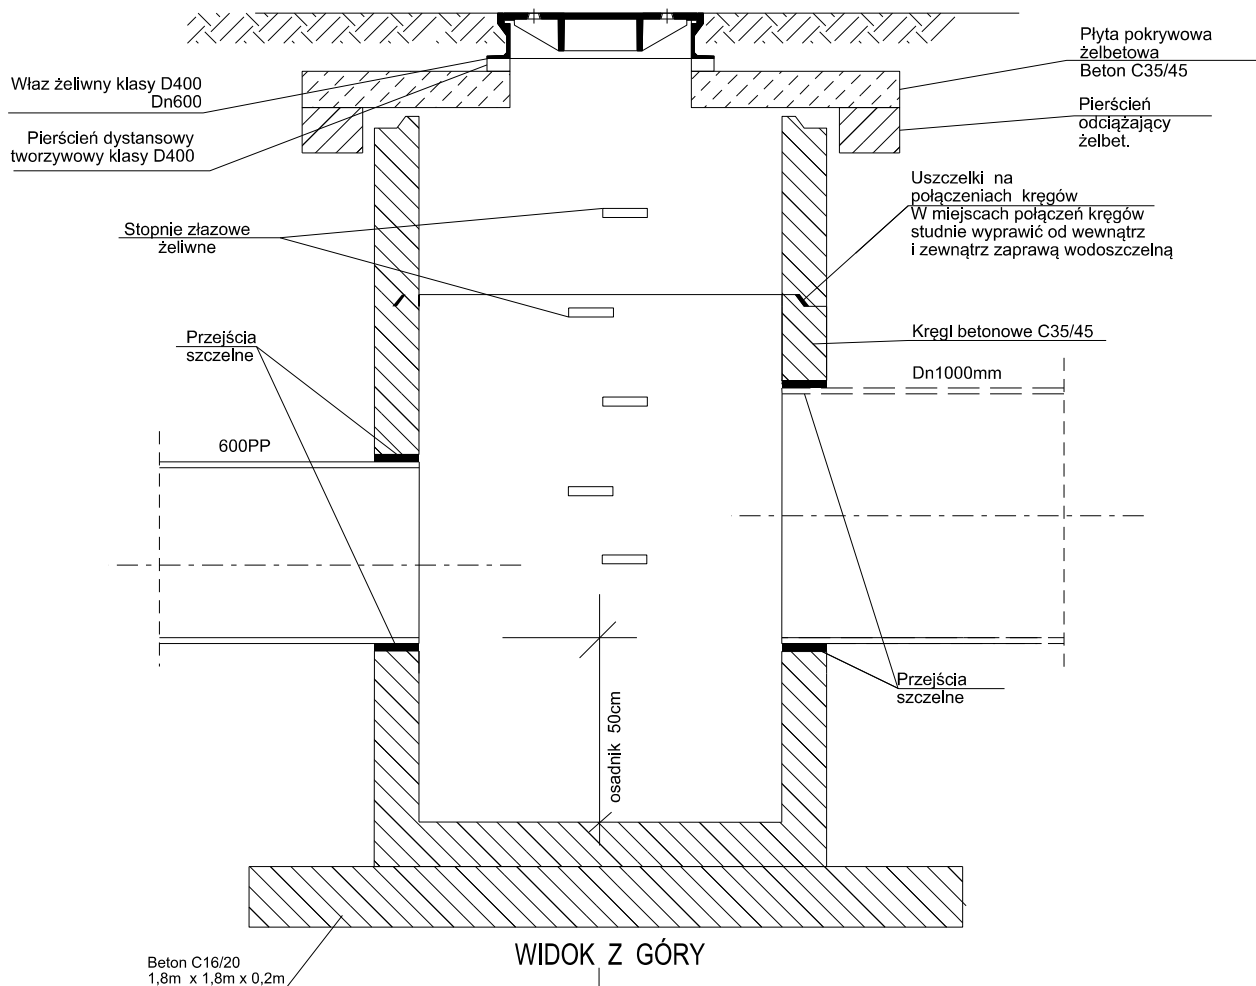 Właz żeliwny klasy D400
Dn600
Pierścień dystansowy
tworzywowy klasy D400
Płyta pokrywowa
żelbetowa
Beton C35/45
Pierścień
odciążający
żelbet.
Uszczelki na
połączeniach kręgów
W miejscach połączeń kręgów
studnie wyprawić od wewnątrz
i zewnątrz zaprawą wodoszczelną
Stopnie złazowe
żeliwne
Przejścia
szczelne
KręgI betonowe C35/45
Dn1000mm
600PP
Przejścia
szczelne
osadnik 50cm
WIDOK Z GÓRY
Beton C16/20
1,8m x 1,8m x 0,2m